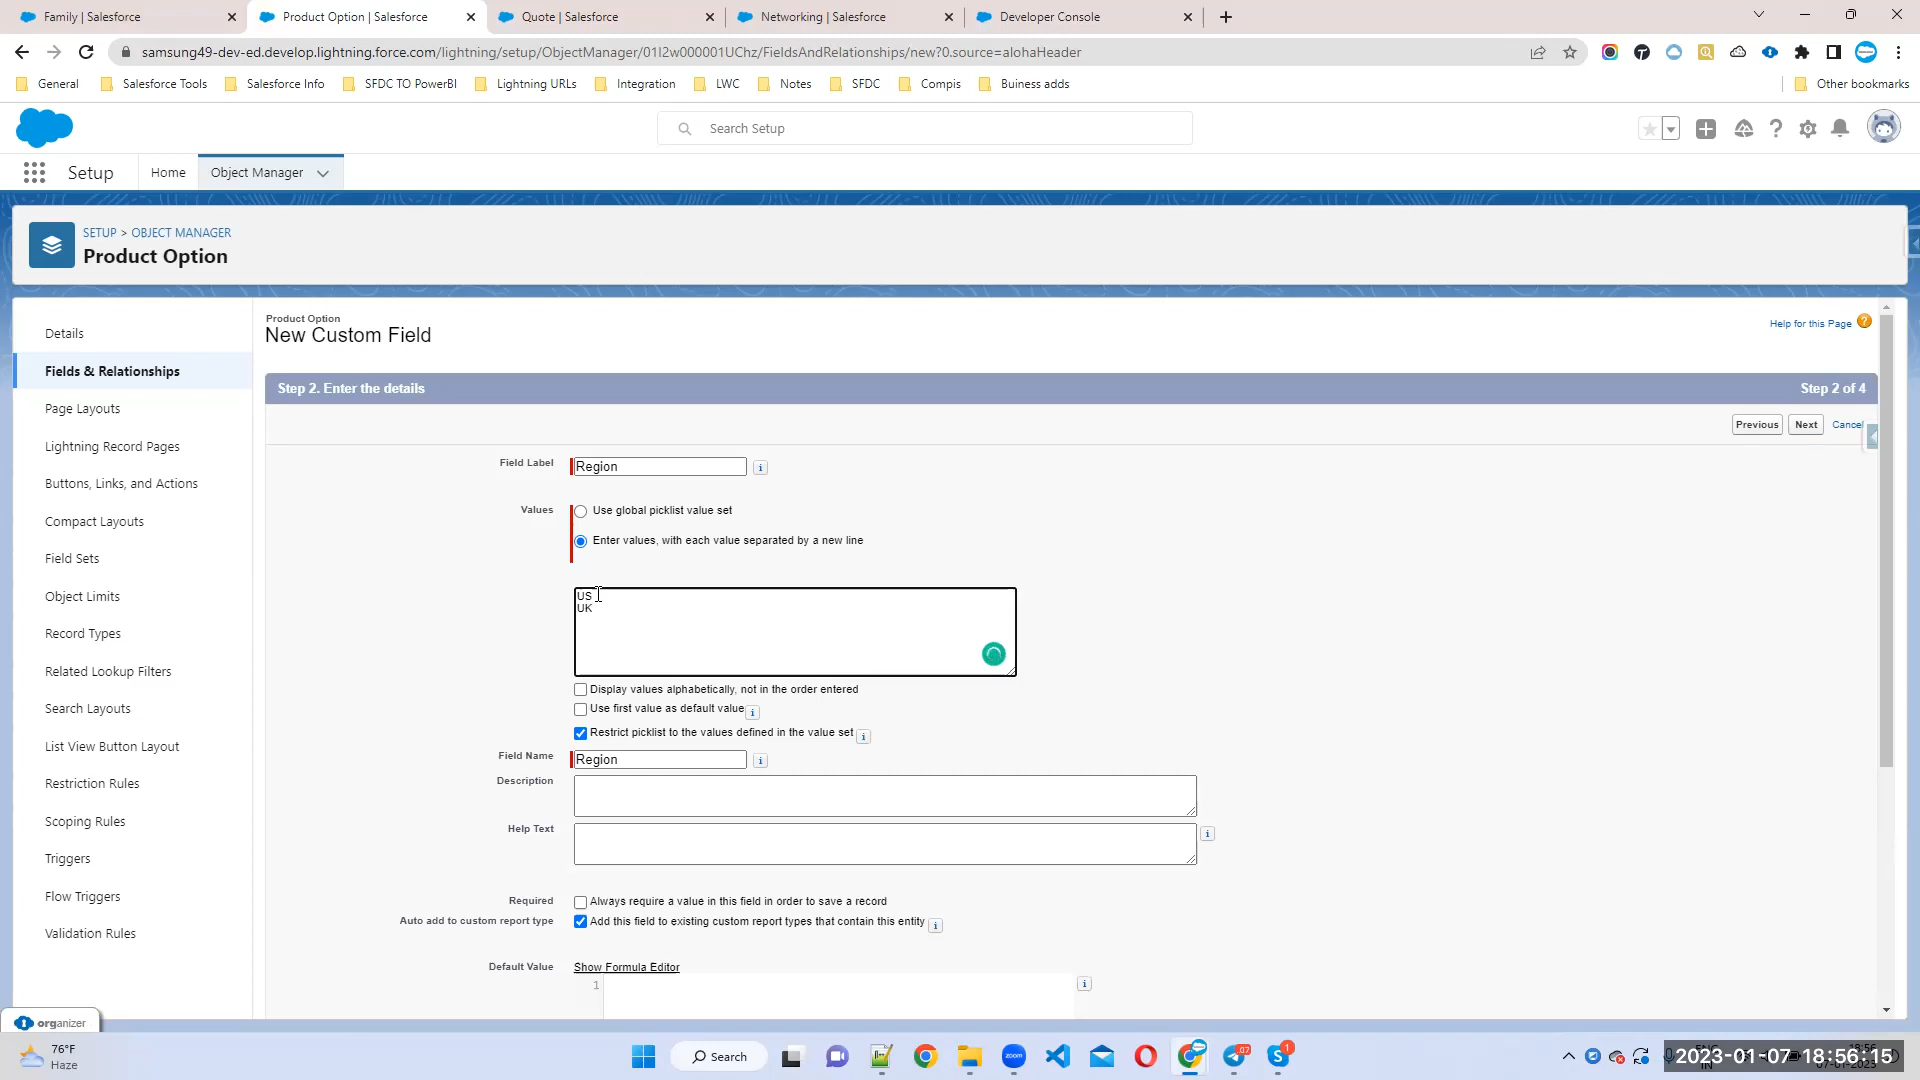 Family | Salesforce
Product Option | Salesforce
Quote | Salesforce
Networking | Salesforce
Developer Console
samsung49-dev-ed.develop.lightning.force.com/lightning/setup/ObjectManager/01I2w000001UChz/FieldsAndRelationships/new?0.source=alohaHeader
General
Salesforce Tools
Salesforce Info
SFDC TO PowerBI
Lightning URLs
Integration
LWC
Notes
SFDC
Compis
Buiness adds
Other bookmarks
Search Setup
Setup
Home
Object Manager
SETUP > OBJECT MANAGER
Product Option
Details
Fields & Relationships
Page Layouts
Lightning Record Pages
Buttons, Links, and Actions
Compact Layouts
Field Sets
Object Limits
Record Types
Related Lookup Filters
Search Layouts
List View Button Layout
Restriction Rules
Scoping Rules
Triggers
Flow Triggers
Validation Rules
Product Option
New Custom Field
Help for this Page
Step 2. Enter the details
Step 2 of 4
Previous
Next
Cancel
Field Label
Region
Values
Use global picklist value set
Enter values, with each value separated by a new line
US
UK
Display values alphabetically, not in the order entered
Use first value as default value
Restrict picklist to the values defined in the value set
Field Name
Region
Description
Help Text
Required
Always require a value in this field in order to save a record
Auto add to custom report type
Add this field to existing custom report types that contain this entity
Default Value
Show Formula Editor
1
organizer
76°F
Haze
Search
zoom
2023-01-07-18:56:15